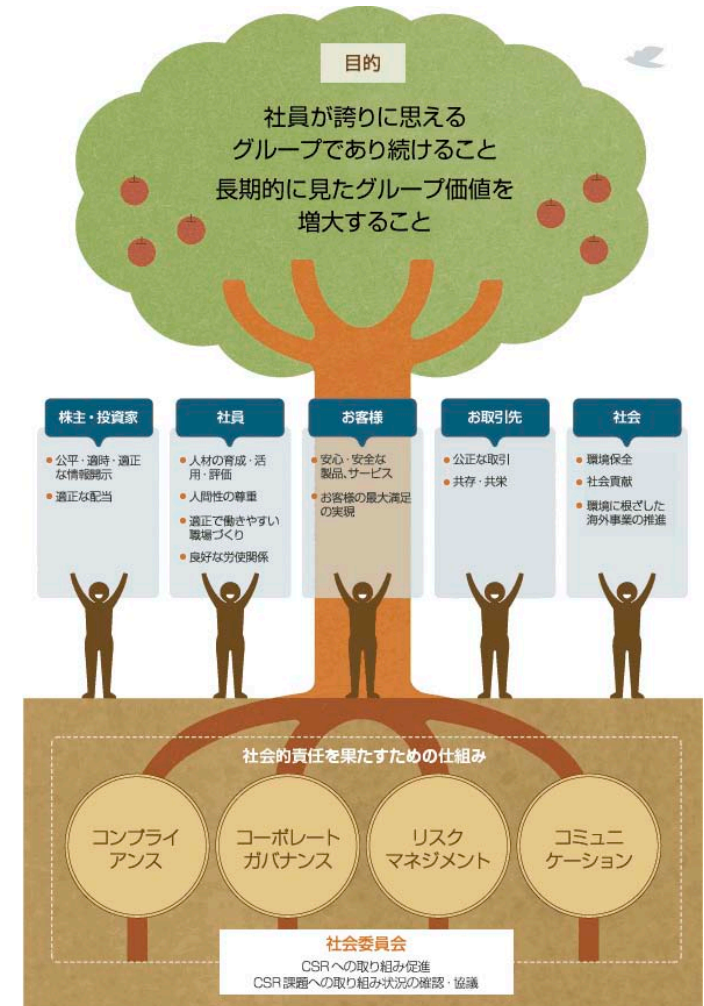 目的
社員が誇りに思える
グループであり続けること
長期的に見たグループ価値を
増大すること
株主・投資家
• 公平・適時・適正
な情報開示
• 適正な配当
社員
• 人材の育成・活
用・評価
• 人間性の尊重
• 適正で働きやすい
職場づくり
• 良好な労使関係
お客様
• 安心・安全な
製品、サービス
• お客様の最大満足
の実現
お取引先
• 公正な取引
• 共存・共栄
社会
• 環境保全
• 社会貢献
• 環境に根ざした
海外事業の推進
社会的責任を果たすための仕組み
コンプライ
アンス
コーポレート
ガバナンス
リスク
マネジメント
コミュニ
ケーション
社会委員会
CSRへの取り組み促進
CSR課題への取り組み状況の確認・協議